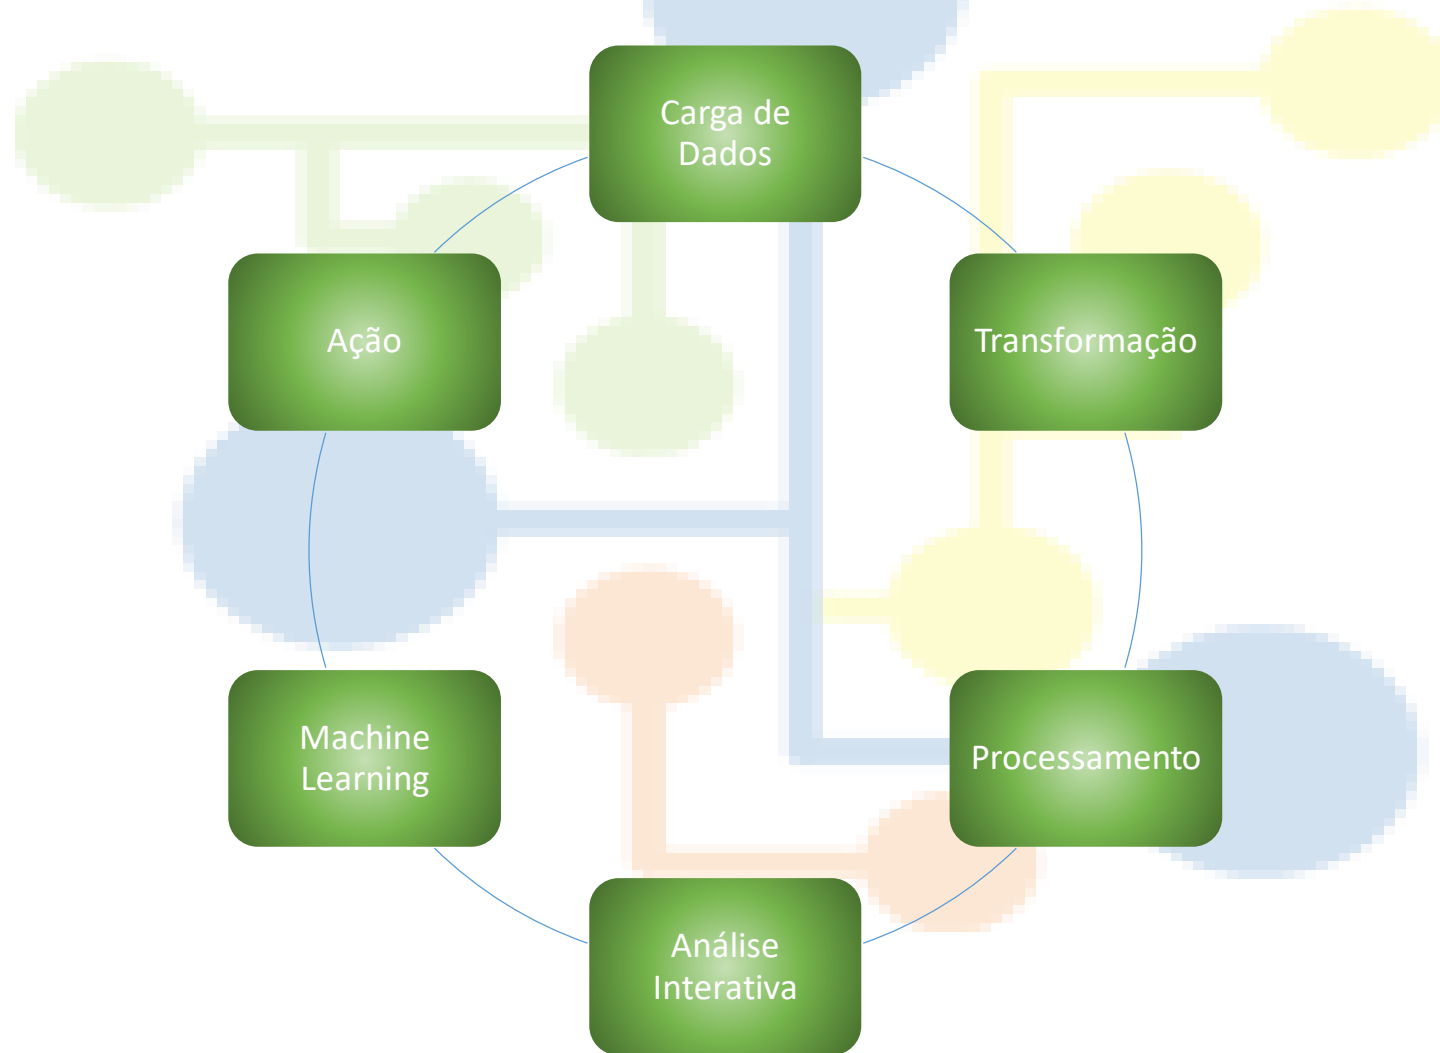 Carga de
Dados
Transformação
Processamento
Análise
Interativa
Machine
Learning
Ação